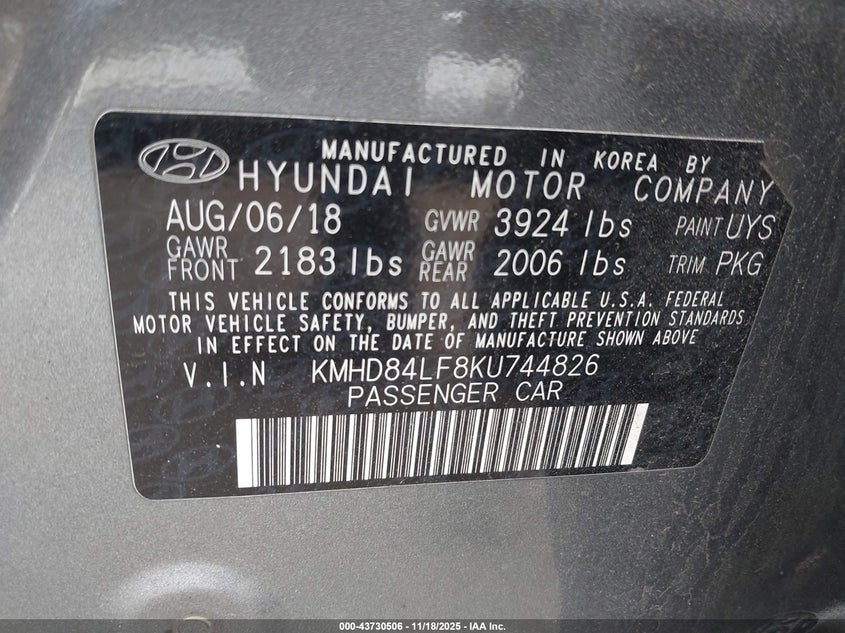 MANUFACTURED IN KOREA BY
HYUNDAI MOTOR COMPANY
AUG/06/18 GVWR 3924 lbs PAINT UYS
GAWR FRONT 2183 lbs GAWR REAR 2006 lbs TRIM PKG
THIS VEHICLE CONFORMS TO ALL APPLICABLE U.S.A. FEDERAL
MOTOR VEHICLE SAFETY, BUMPER, AND THEFT PREVENTION STANDARDS
IN EFFECT ON THE DATE OF MANUFACTURE SHOWN ABOVE
V.I.N KMHD84LF8KU744826
PASSENGER CAR
000-43730506 - 11/18/2025 - IAA Inc.